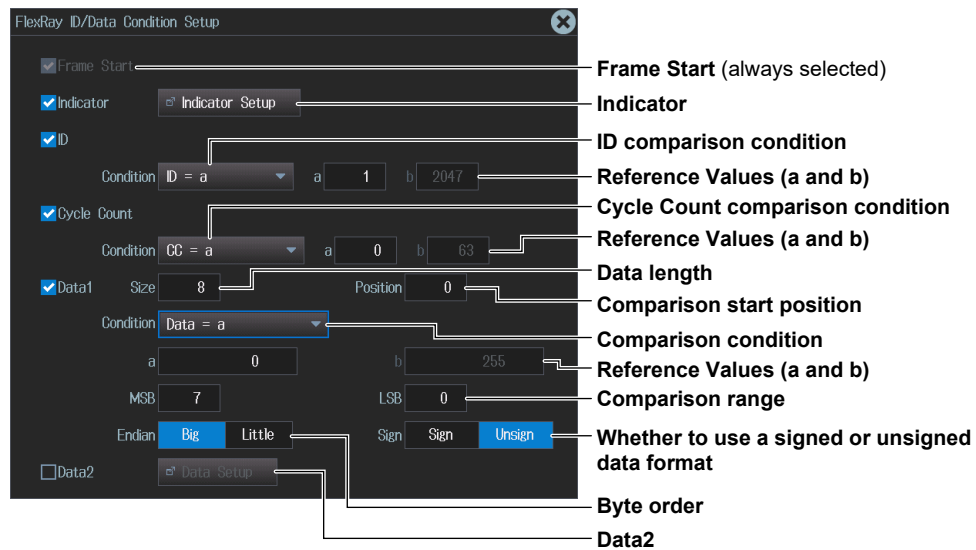 FlexRay ID/Data Condition Setup
Frame Start
Frame Start (always selected)
Indicator Indicator Setup
Indicator
ID
ID comparison condition
Condition ID = a a 1 b 2047
Reference Values (a and b)
Cycle Count
Cycle Count comparison condition
Condition CC = a a 0 b 63
Reference Values (a and b)
Data length
Data1 Size 8 Position 0
Comparison start position
Condition Data = a
Comparison condition
a 0 b 255
Reference Values (a and b)
MSB 7 LSB 0
Comparison range
Endian Big Little Sign Sign Unsign
Whether to use a signed or unsigned
data format
Data2 Data Setup
Byte order
Data2